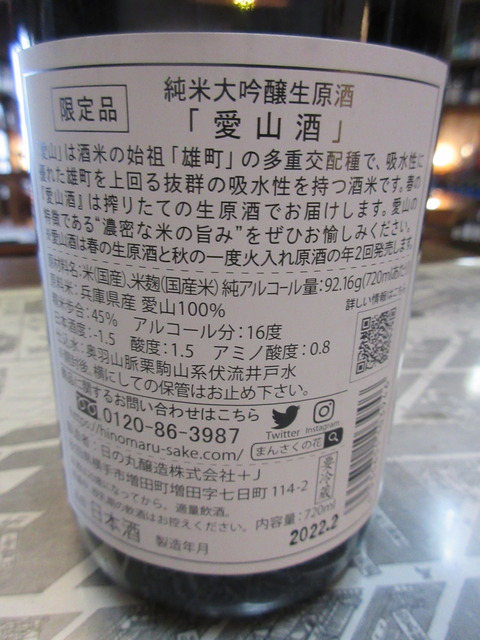 限定品
純米大吟醸生原酒
「愛山酒」
愛山」は酒米の始祖「雄町」の多重交配種で、吸水性に
優れた雄町を上回る抜群の吸水性を持つ酒米です。春の
『愛山酒』は搾りたての生原酒でお届けします。愛山の
特徴である"濃密な米の旨み"をぜひお愉しみください。
※愛山酒は春の生原酒と秋の一度火入れ原酒の年2回発売します。
原材料名:米(国産)、米麹(国産米) 純アルコール量:92.16g(720mlあたり)
原料米:兵庫県産 愛山100%
詳しい情報はこちら
精米歩合:45% アルコール分:16度
日本酒度:-1.5 酸度:1.5 アミノ酸度:0.8
仕込水:奥羽山脈栗駒山系伏流井戸水
開封後、横にしての保管はお止め下さい。
商品に関するお問い合わせはこちら
0120-86-3987
Twitter
Instagram
https://hinomaru-sake.com/
まんさくの花
製造者:日の丸醸造株式会社+J
横手市増田町増田字七日町114-2
要冷蔵
になってから。適量飲酒。
の飲酒はお控えください。
内容量:720ml
日本酒
製造年月
2022.2